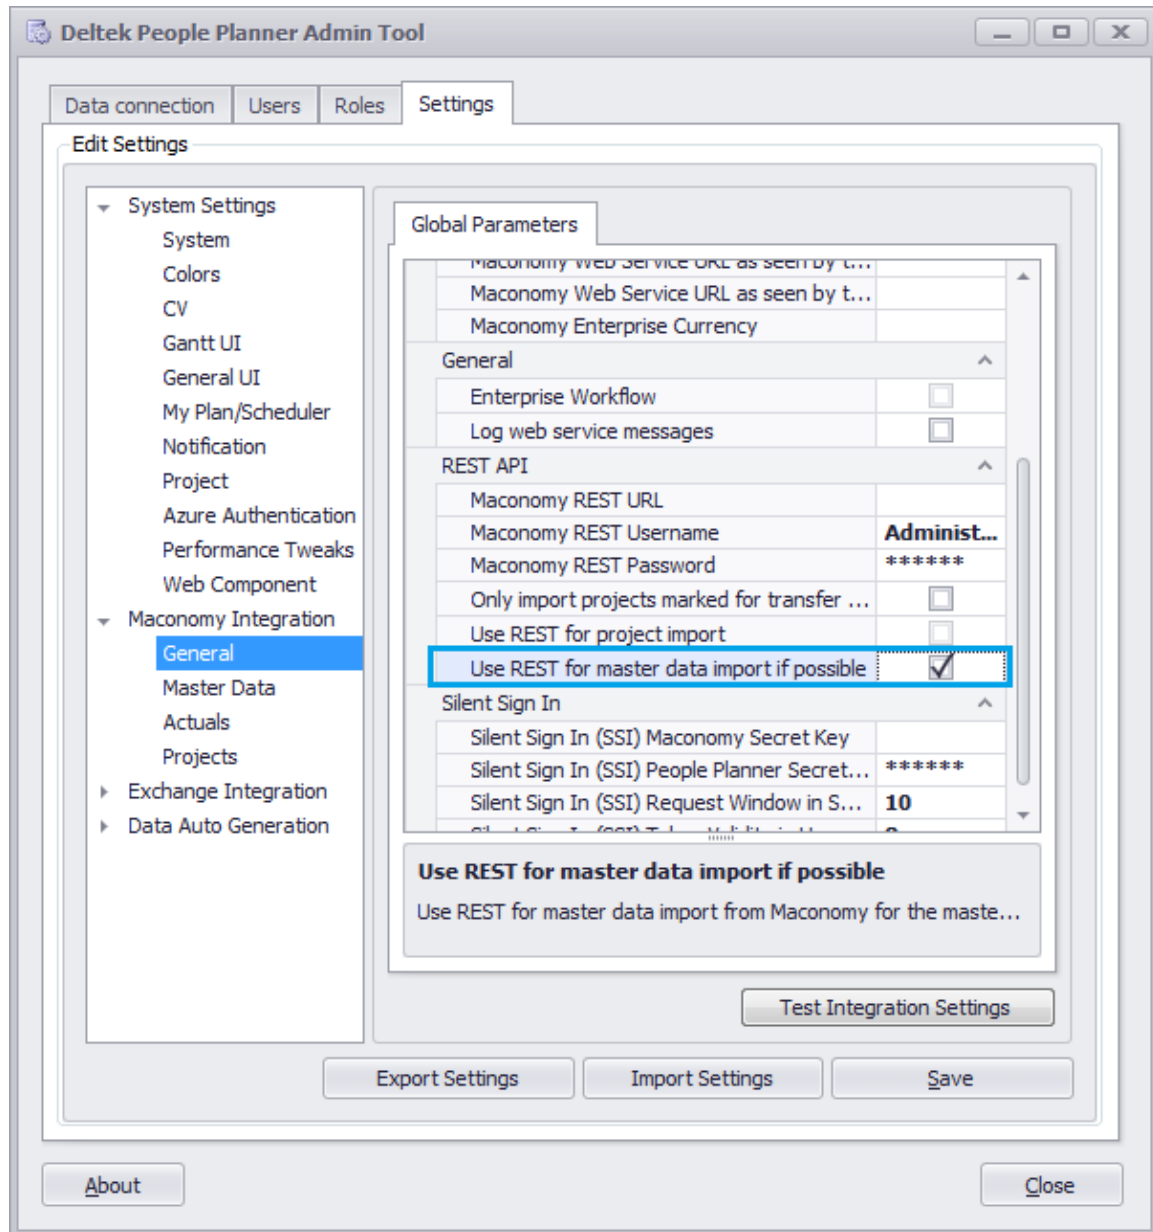 Deltek People Planner Admin Tool
Data connection
Users
Roles
Settings
Edit Settings
System Settings
System
Colors
CV
Gantt UI
General UI
My Plan/Scheduler
Notification
Project
Azure Authentication
Performance Tweaks
Web Component
Maconomy Integration
General
Master Data
Actuals
Projects
Exchange Integration
Data Auto Generation
Global Parameters
Maconomy Web Service URL as seen by t...
Maconomy Web Service URL as seen by t...
Maconomy Enterprise Currency
General
Enterprise Workflow
Log web service messages
REST API
Maconomy REST URL
Maconomy REST Username Administ...
Maconomy REST Password ******
Only import projects marked for transfer ...
Use REST for project import
Use REST for master data import if possible
Silent Sign In
Silent Sign In (SSI) Maconomy Secret Key
Silent Sign In (SSI) People Planner Secret... ******
Silent Sign In (SSI) Request Window in S... 10
Use REST for master data import if possible
Use REST for master data import from Maconomy for the maste...
Test Integration Settings
Export Settings
Import Settings
Save
About
Close